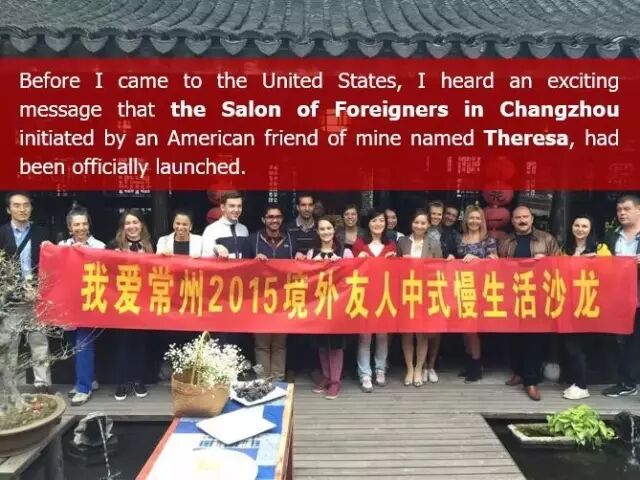 Before I came to the United States, I heard an exciting
message that the Salon of Foreigners in Changzhou
initiated by an American friend of mine named Theresa, had
been officially launched.
我爱常州2015境外友人中式慢生活沙龙